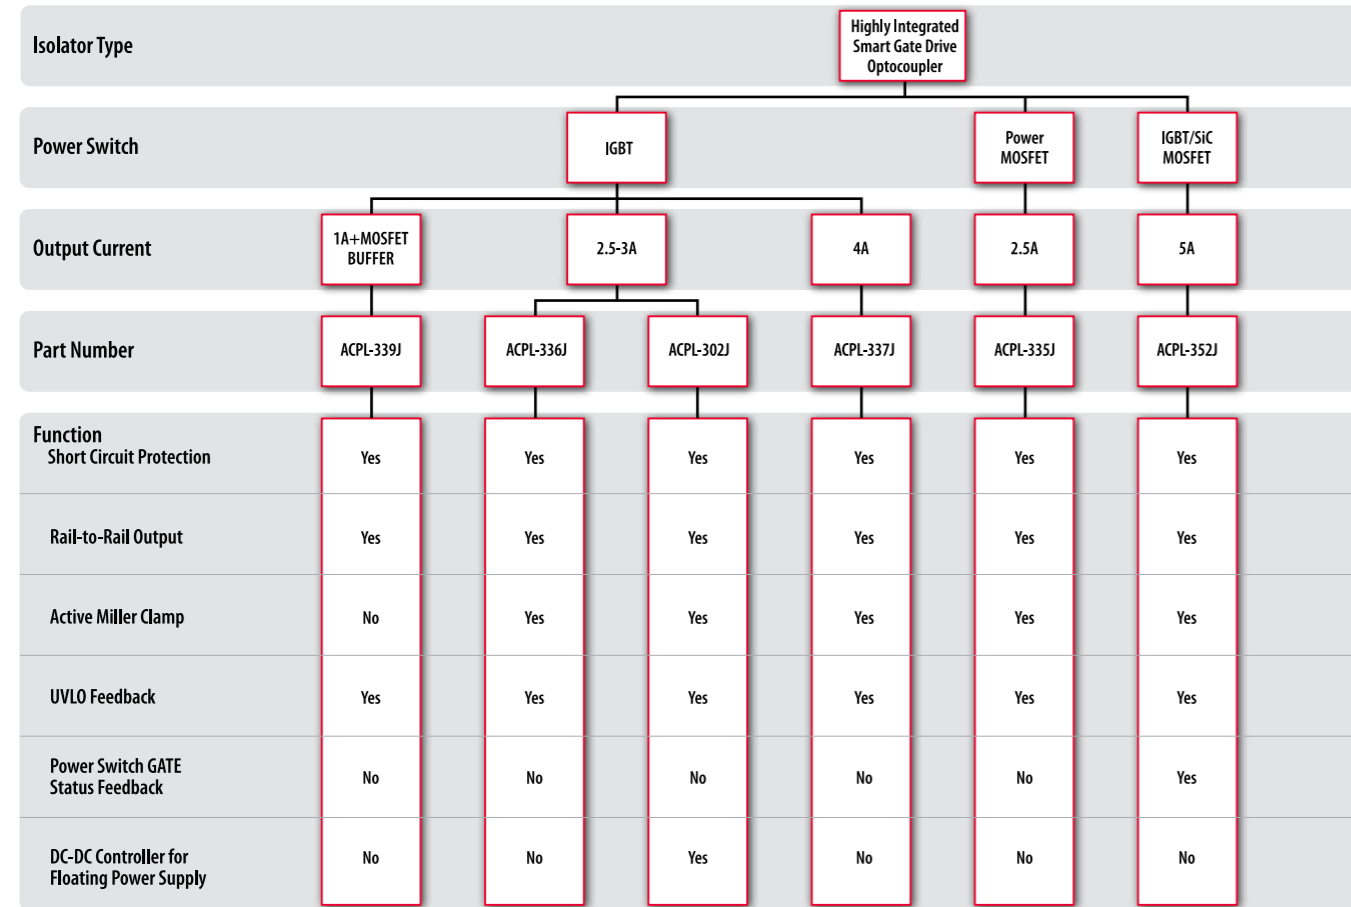 Isolator Type
Highly Integrated
Smart Gate Drive
Optocoupler
Power Switch
IGBT
Power
MOSFET
IGBT/SiC
MOSFET
Output Current
1A+MOSFET
BUFFER
2.5-3A
4A
2.5A
5A
Part Number
ACPL-339J
ACPL-336J
ACPL-302J
ACPL-337J
ACPL-335J
ACPL-352J
Function
Short Circuit Protection
Yes Yes Yes Yes Yes Yes
Rail-to-Rail Output
Yes Yes Yes Yes Yes Yes
Active Miller Clamp
No Yes Yes Yes Yes Yes
UVLO Feedback
Yes Yes Yes Yes Yes Yes
Power Switch GATE
Status Feedback
No No No No No Yes
DC-DC Controller for
Floating Power Supply
No No Yes No No No